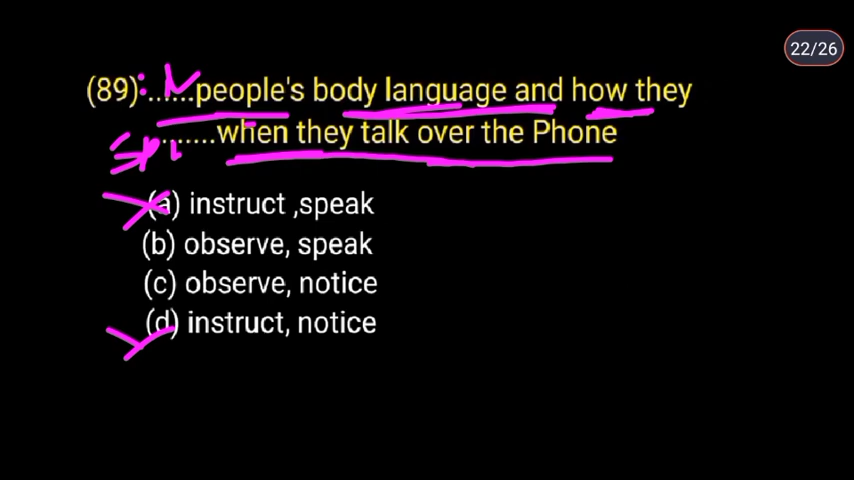 22/26
(89):......people's body language and how they
........when they talk over the Phone
(a) instruct ,speak
(b) observe, speak
(c) observe, notice
(d) instruct, notice